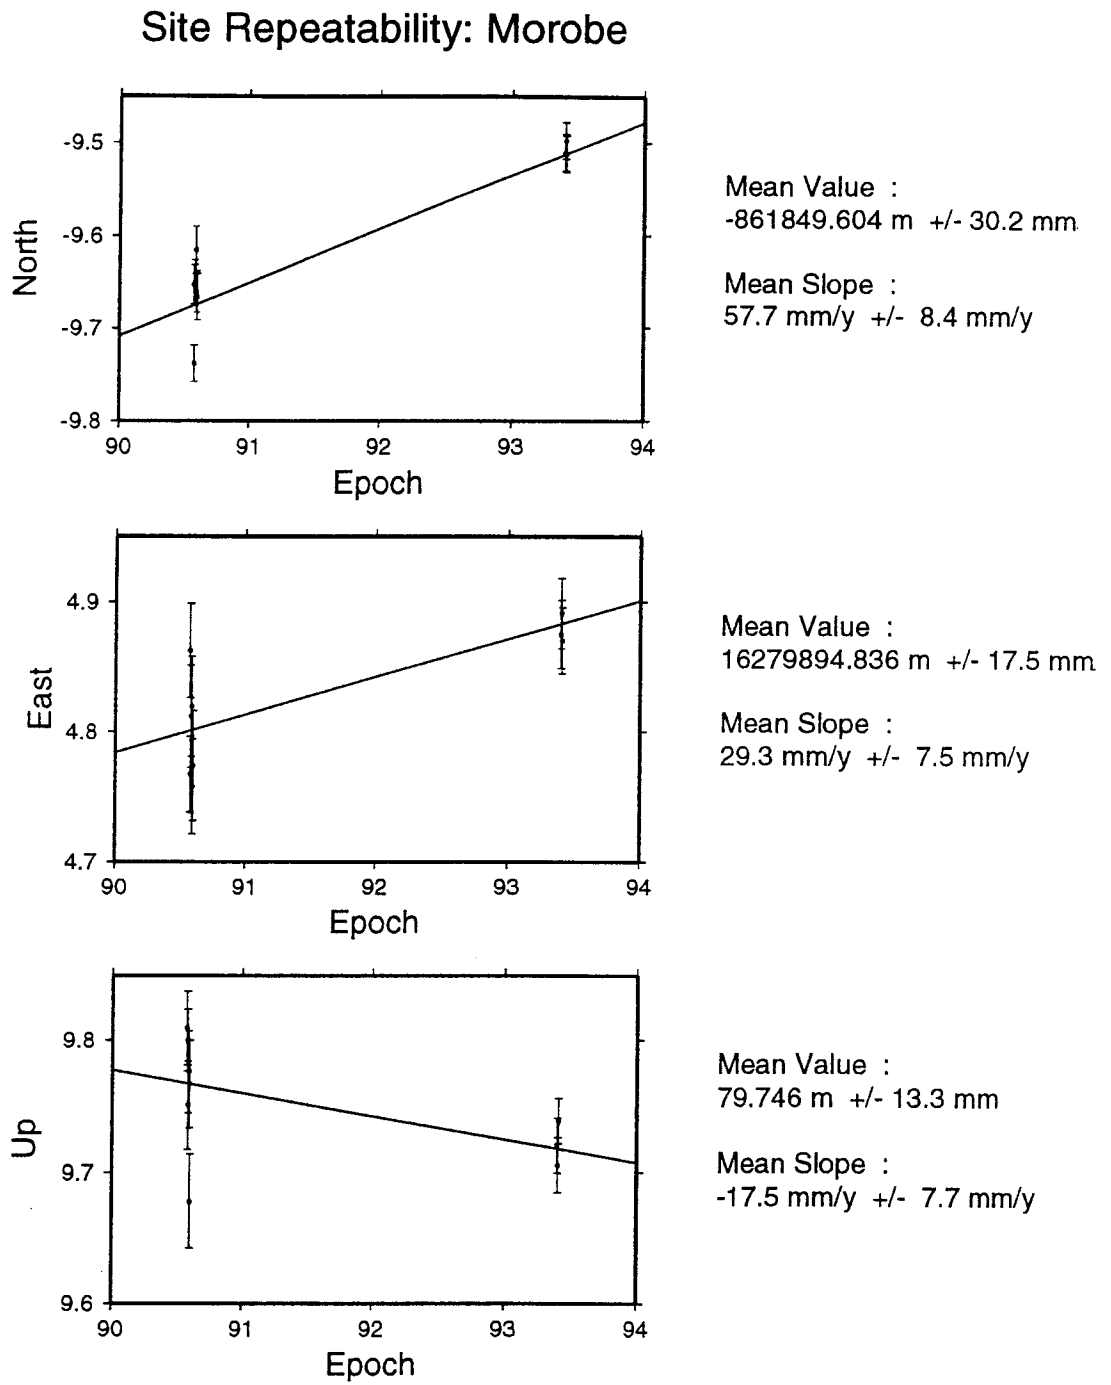 Site Repeatability: Morobe
-9.5
-9.6
-9.7
-9.8
North
90 91 92 93 94
Epoch
Mean Value :
-861849.604 m +/- 30.2 mm
Mean Slope :
57.7 mm/y +/- 8.4 mm/y
4.9
4.8
4.7
East
90 91 92 93 94
Epoch
Mean Value :
16279894.836 m +/- 17.5 mm
Mean Slope :
29.3 mm/y +/- 7.5 mm/y
9.8
9.7
9.6
Up
90 91 92 93 94
Epoch
Mean Value :
79.746 m +/- 13.3 mm
Mean Slope :
-17.5 mm/y +/- 7.7 mm/y